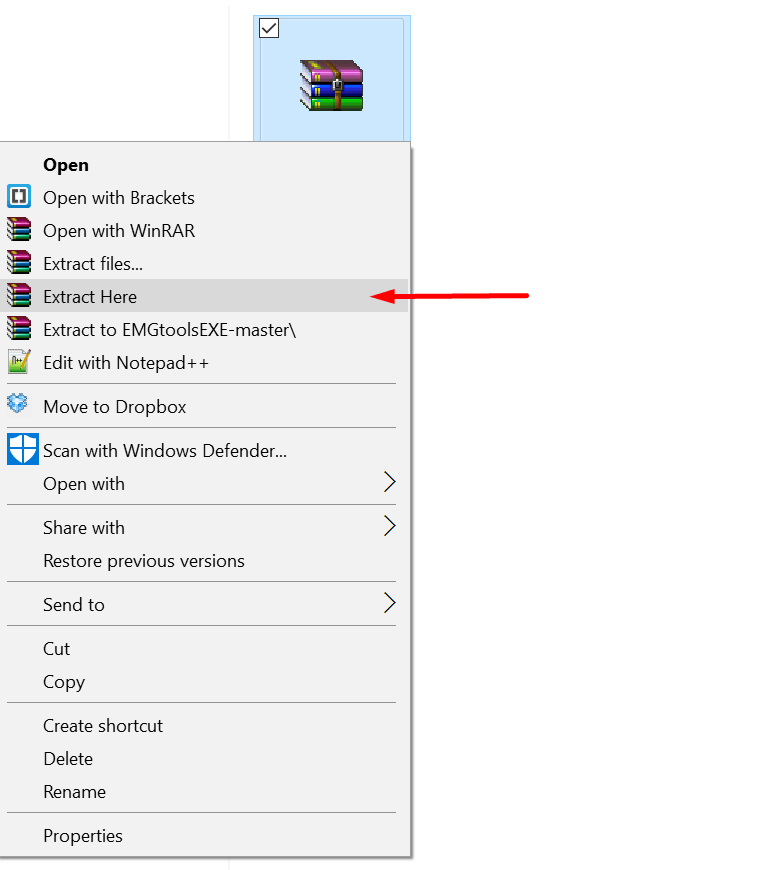 Open
Open with Brackets
Open with WinRAR
Extract files...
Extract Here
Extract to EMGtoolsEXE-master\
Edit with Notepad++
Move to Dropbox
Scan with Windows Defender...
Open with
Share with
Restore previous versions
Send to
Cut
Copy
Create shortcut
Delete
Rename
Properties